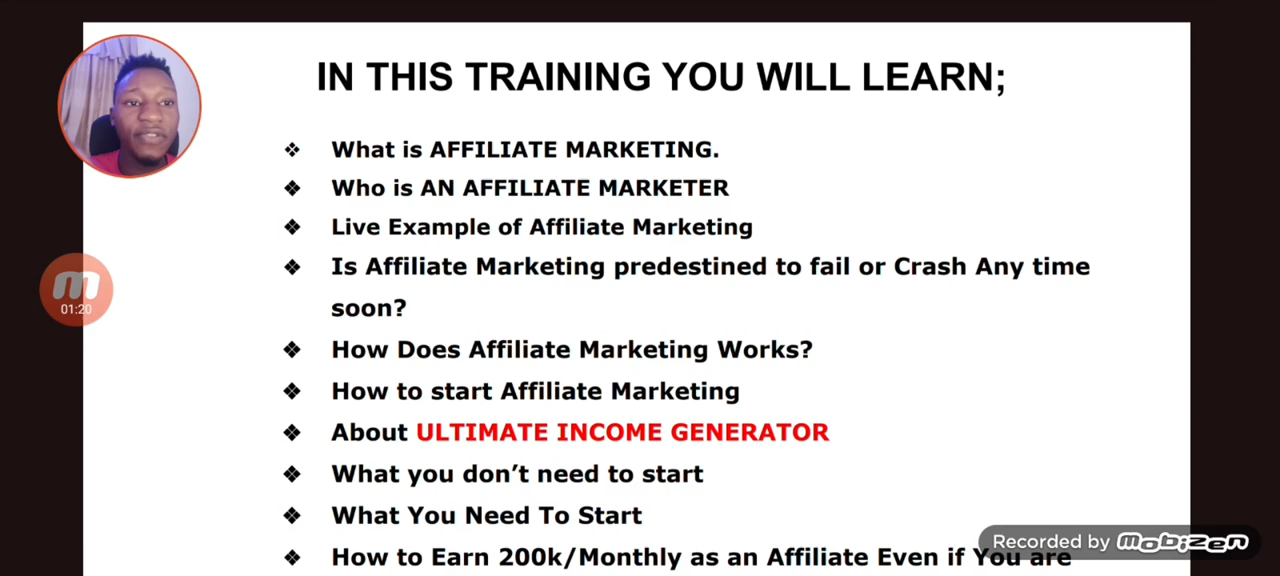 IN THIS TRAINING YOU WILL LEARN;
❖ What is AFFILIATE MARKETING.
❖ Who is AN AFFILIATE MARKETER
❖ Live Example of Affiliate Marketing
❖ Is Affiliate Marketing predestined to fail or Crash Any time
soon?
01:20
❖ How Does Affiliate Marketing Works?
❖ How to start Affiliate Marketing
❖ About ULTIMATE INCOME GENERATOR
❖ What you don’t need to start
❖ What You Need To Start
❖ How to Earn 200k/Monthly as an Affiliate Even if You are
Recorded by mobizen